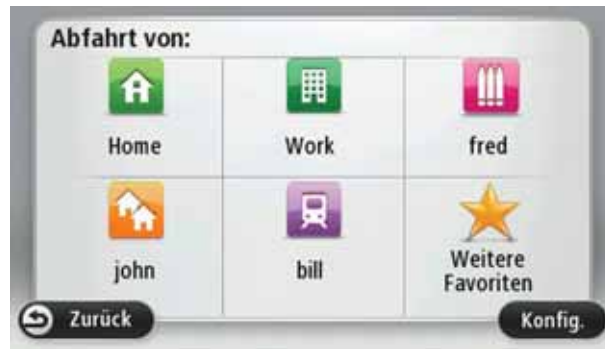 Abfahrt von:
Home
Work
fred
john
bill
Weitere
Favoriten
Zurück
Konfig.